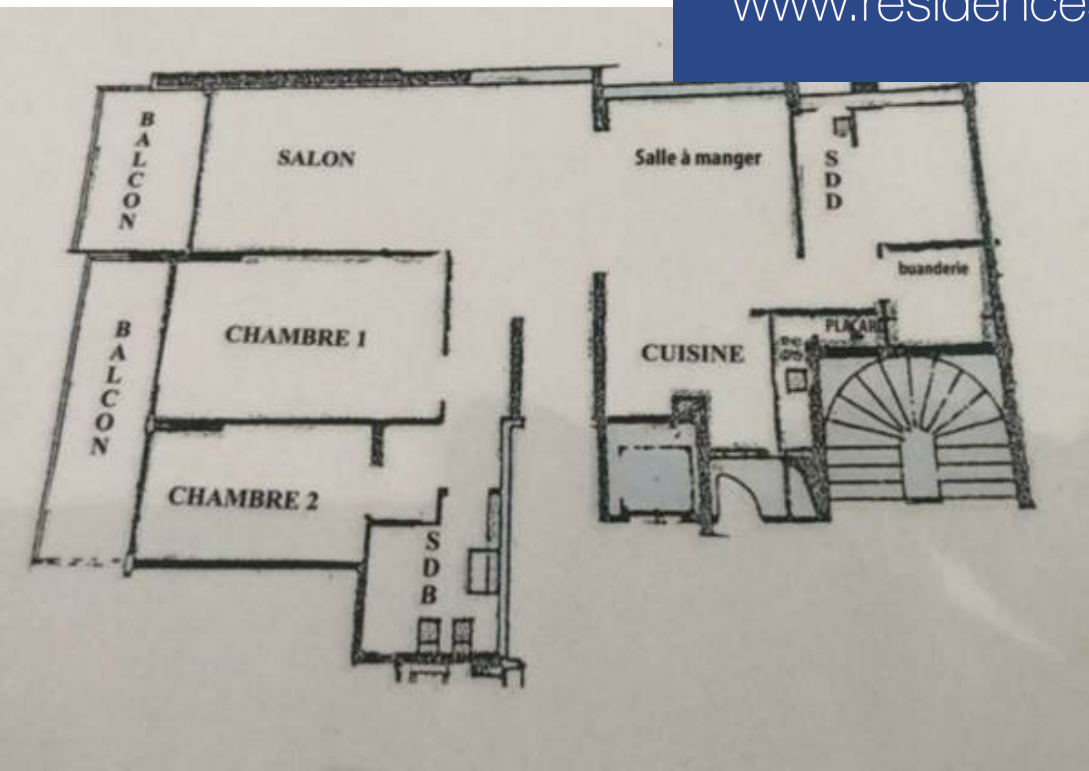 www.residence
BALCON
SALON
Salle à manger
SDD
buanderie
BALCON
CHAMBRE 1
PLACARD
CUISINE
CHAMBRE 2
SDB